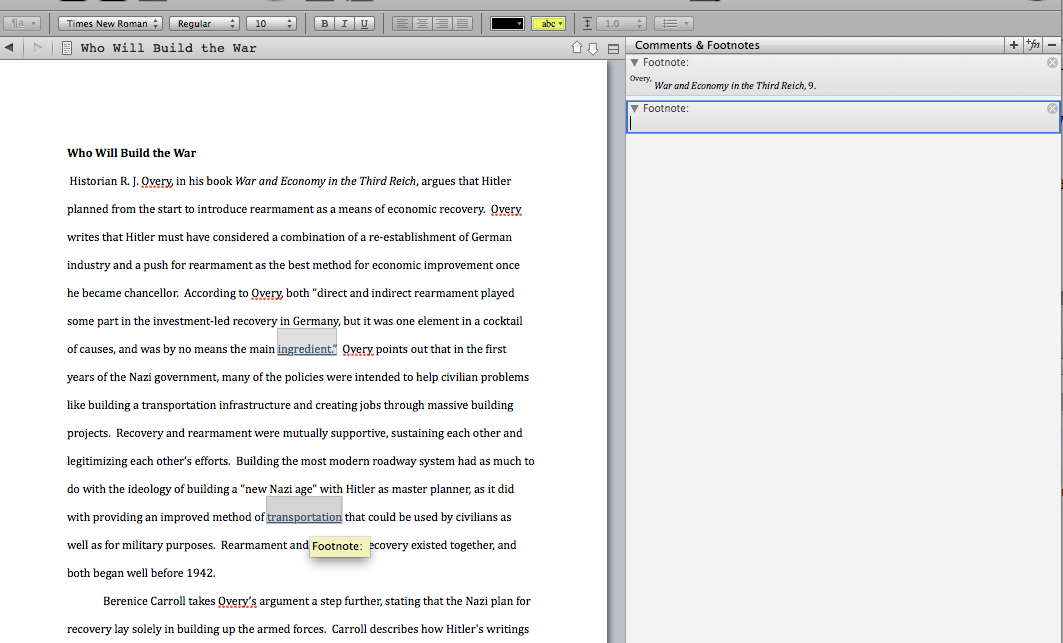 Times New Roman Regular 10 B I U abc 1.0
Who Will Build the War
Comments & Footnotes + +fn −
Footnote:
Overy, War and Economy in the Third Reich, 9.
Footnote:
Who Will Build the War
Historian R. J. Overy, in his book War and Economy in the Third Reich, argues that Hitler
planned from the start to introduce rearmament as a means of economic recovery. Overy
writes that Hitler must have considered a combination of a re-establishment of German
industry and a push for rearmament as the best method for economic improvement once
he became chancellor. According to Overy, both "direct and indirect rearmament played
some part in the investment-led recovery in Germany, but it was one element in a cocktail
of causes, and was by no means the main ingredient." Overy points out that in the first
years of the Nazi government, many of the policies were intended to help civilian problems
like building a transportation infrastructure and creating jobs through massive building
projects. Recovery and rearmament were mutually supportive, sustaining each other and
legitimizing each other's efforts. Building the most modern roadway system had as much to
do with the ideology of building a "new Nazi age" with Hitler as master planner, as it did
with providing an improved method of transportation that could be used by civilians as
well as for military purposes. Rearmament and Footnote: ecovery existed together, and
both began well before 1942.
Berenice Carroll takes Overy's argument a step further, stating that the Nazi plan for
recovery lay solely in building up the armed forces. Carroll describes how Hitler's writings